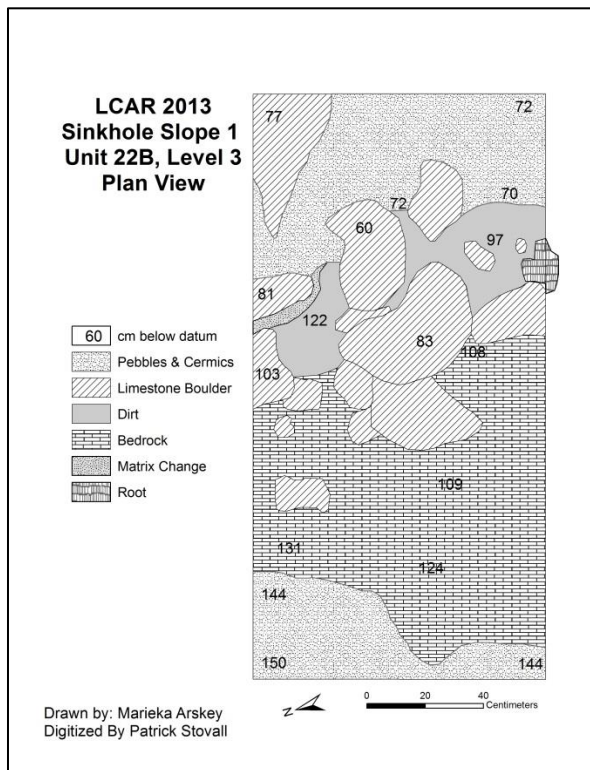 LCAR 2013
Sinkhole Slope 1
Unit 22B, Level 3
Plan View
77
72
72
70
60
97
81
122
83
108
103
109
131
124
144
150
144
60 cm below datum
Pebbles & Cermics
Limestone Boulder
Dirt
Bedrock
Matrix Change
Root
Drawn by: Marieka Arskey
Digitized By Patrick Stovall
N
0 20 40
Centimeters